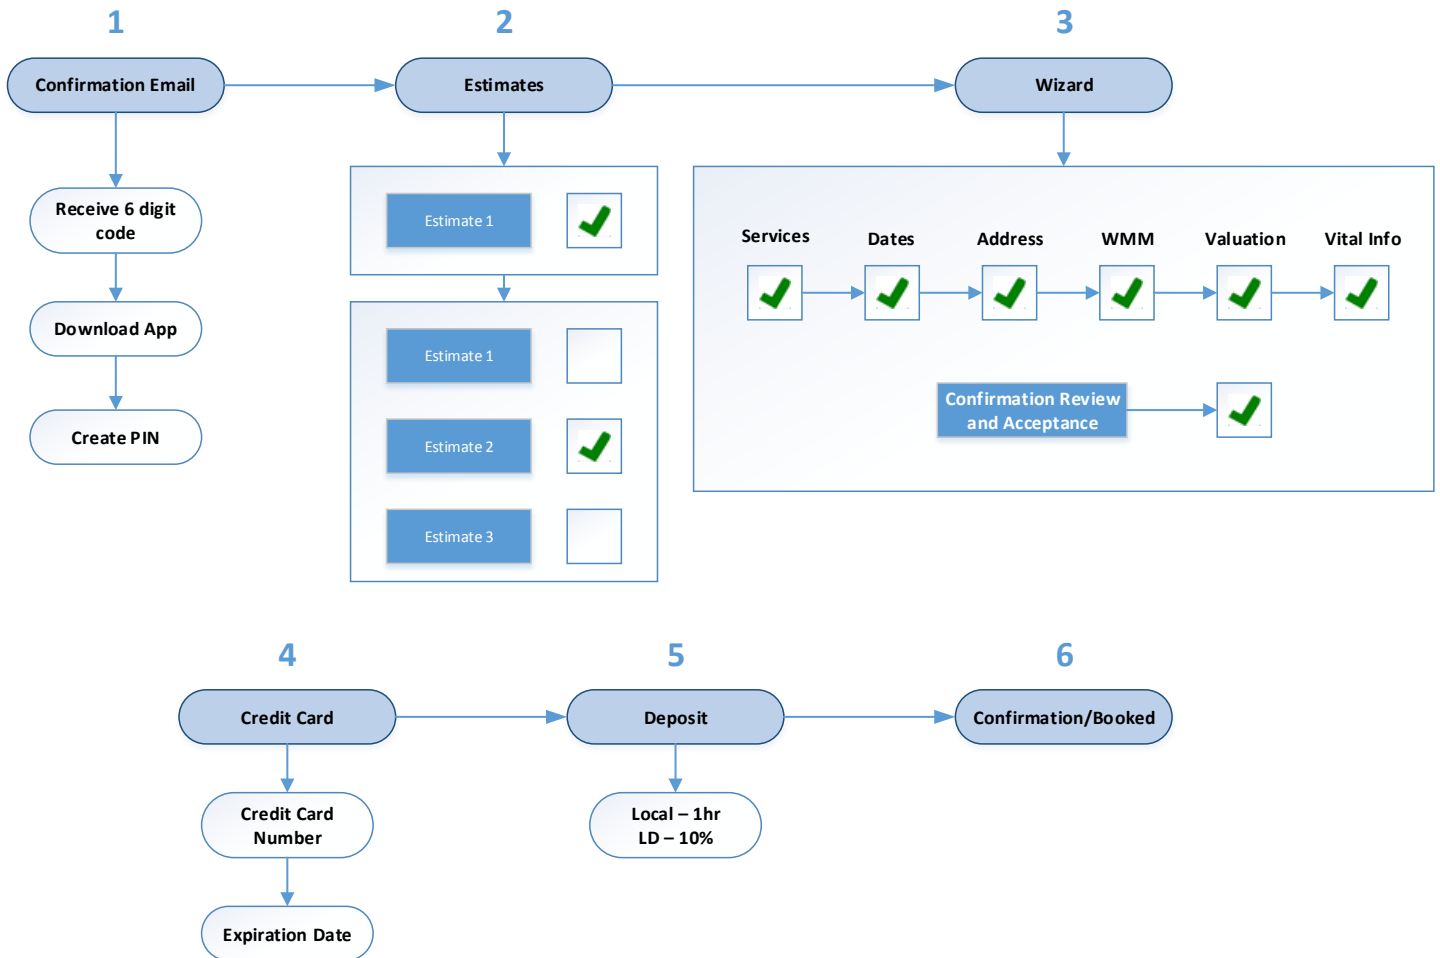 1
2
3
Confirmation Email
Estimates
Wizard
Receive 6 digit
code
Download App
Create PIN
Estimate 1
Estimate 1
Estimate 2
Estimate 3
Services
Dates
Address
WMM
Valuation
Vital Info
Confirmation Review
and Acceptance
4
5
6
Credit Card
Deposit
Confirmation/Booked
Credit Card
Number
Expiration Date
Local – 1hr
LD – 10%